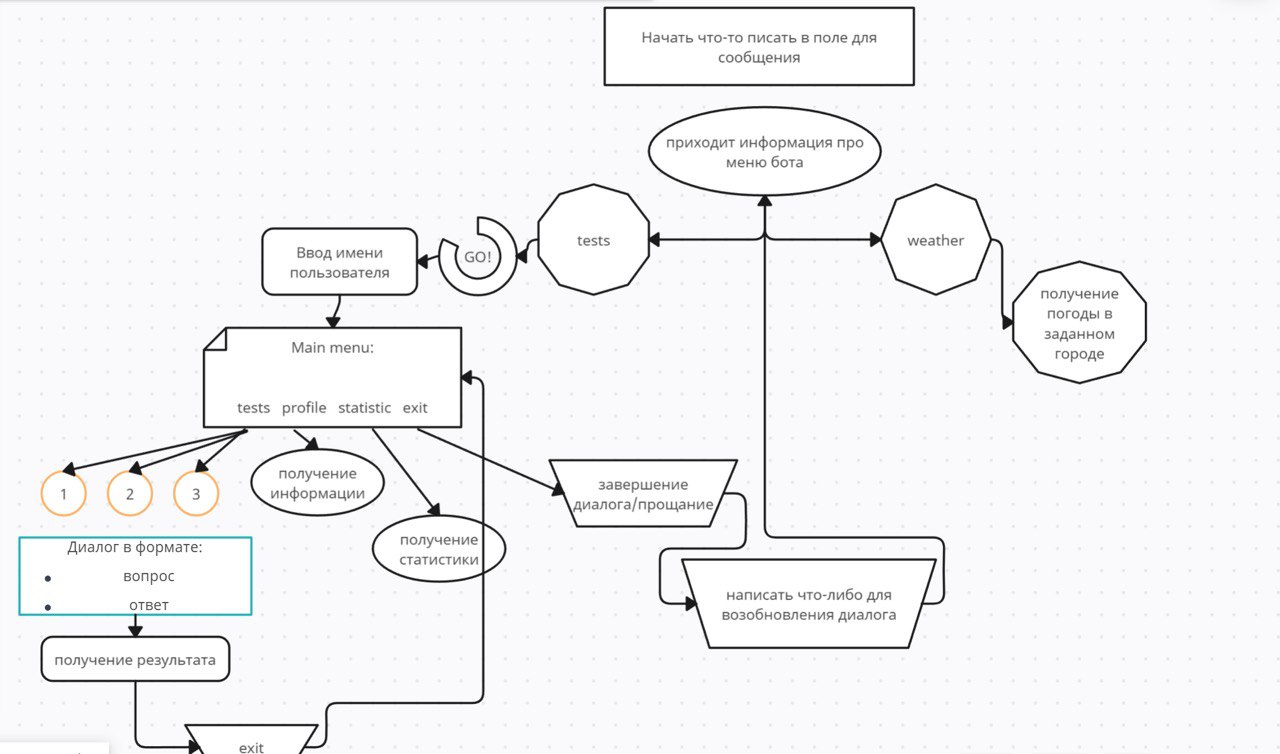 Начать что-то писать в поле для
сообщения
приходит информация про
меню бота
tests
weather
GO!
Ввод имени
пользователя
получение
погоды в
заданном
городе
Main menu:
tests profile statistic exit
1
2
3
получение
информации
завершение
диалога/прощание
получение
статистики
Диалог в формате:
вопрос
ответ
написать что-либо для
возобновления диалога
получение результата
exit